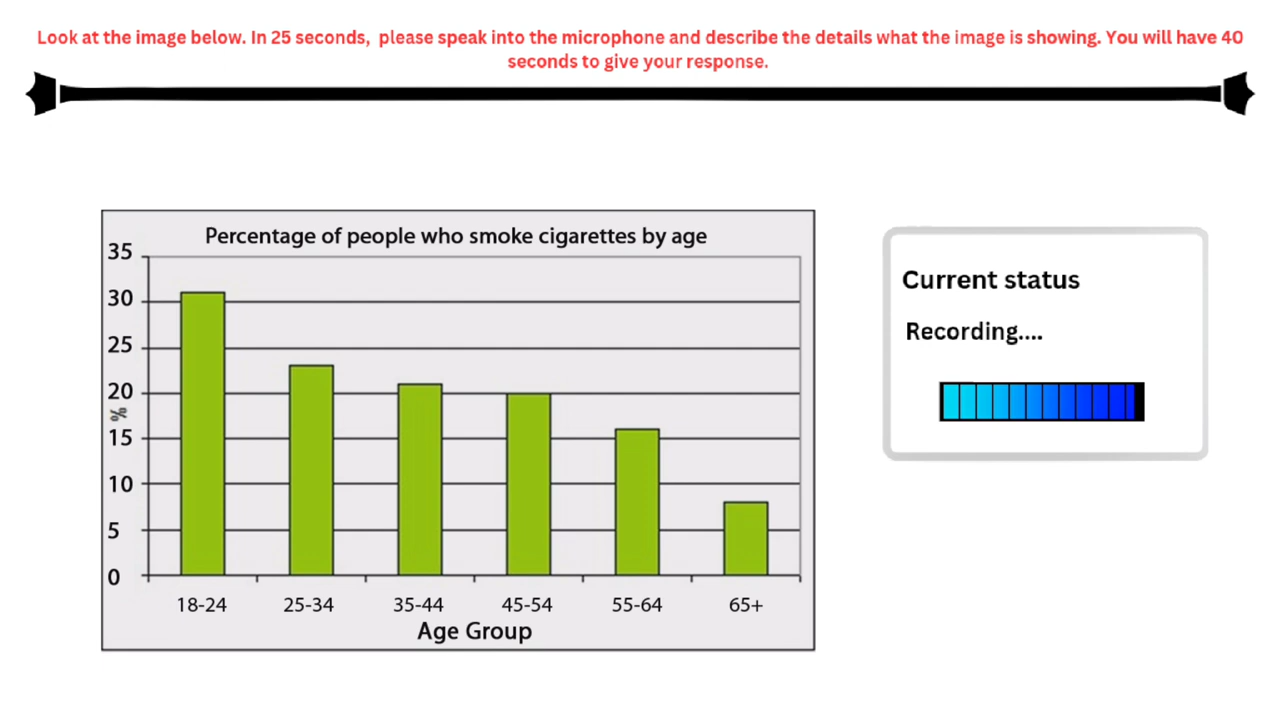 Look at the image below. In 25 seconds, please speak into the microphone and describe the details what the image is showing. You will have 40
seconds to give your response.
Percentage of people who smoke cigarettes by age
35
30
25
20
%
15
10
5
0
18-24 25-34 35-44 45-54 55-64 65+
Age Group
Current status
Recording....